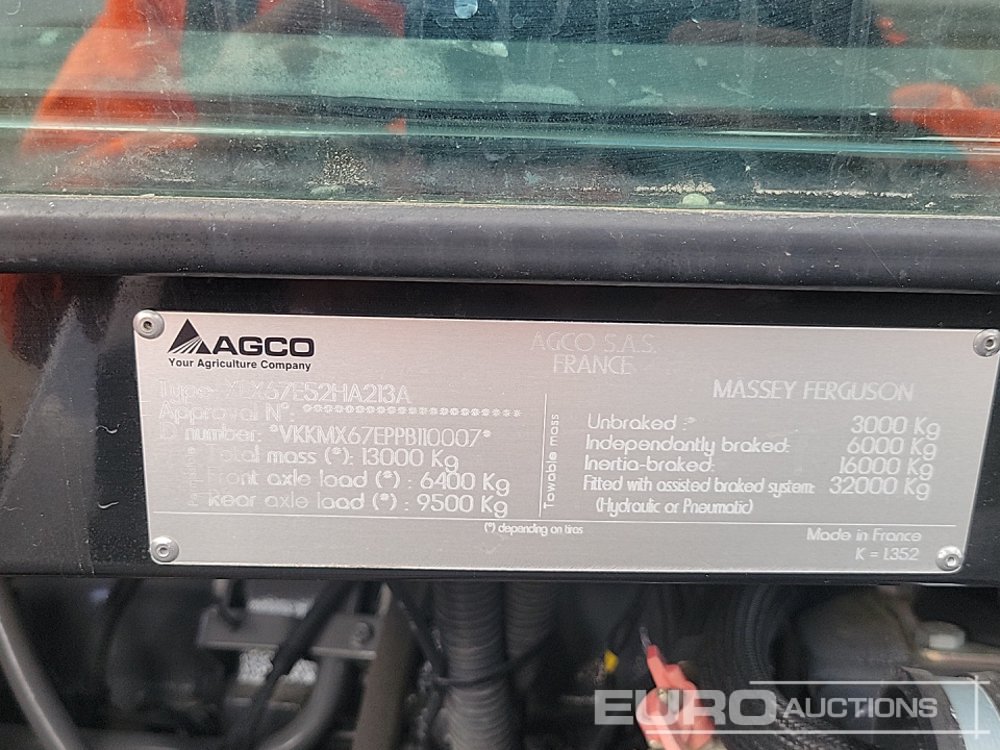 AGCO
Your Agriculture Company
AGCO S.A.S.
FRANCE
Type: XLX67ES2HA213A
Approval N°: ********************
ID number: *VKKMX67EPPB110007*
Total mass (*): 13000 Kg
Front axle load (*) : 6400 Kg
Rear axle load (*) : 9500 Kg
Towable mass
MASSEY FERGUSON
Unbraked :* 3000 Kg
Independantly braked: 6000 Kg
Inertia-braked: 16000 Kg
Fitted with assisted braked system: 32000 Kg
(Hydraulic or Pneumatic)
(*) depending on tires
Made in France
K = 1.352
EURO AUCTIONS